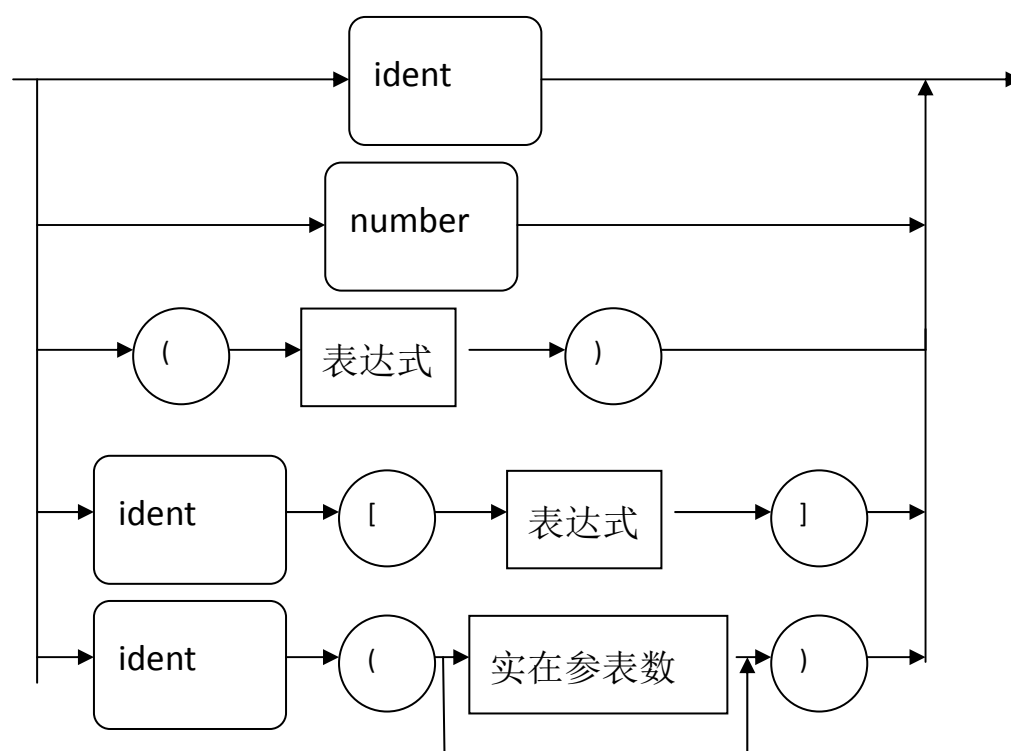 ident
number
( 表达式 )
ident [ 表达式 ]
ident ( 实在参表数 )